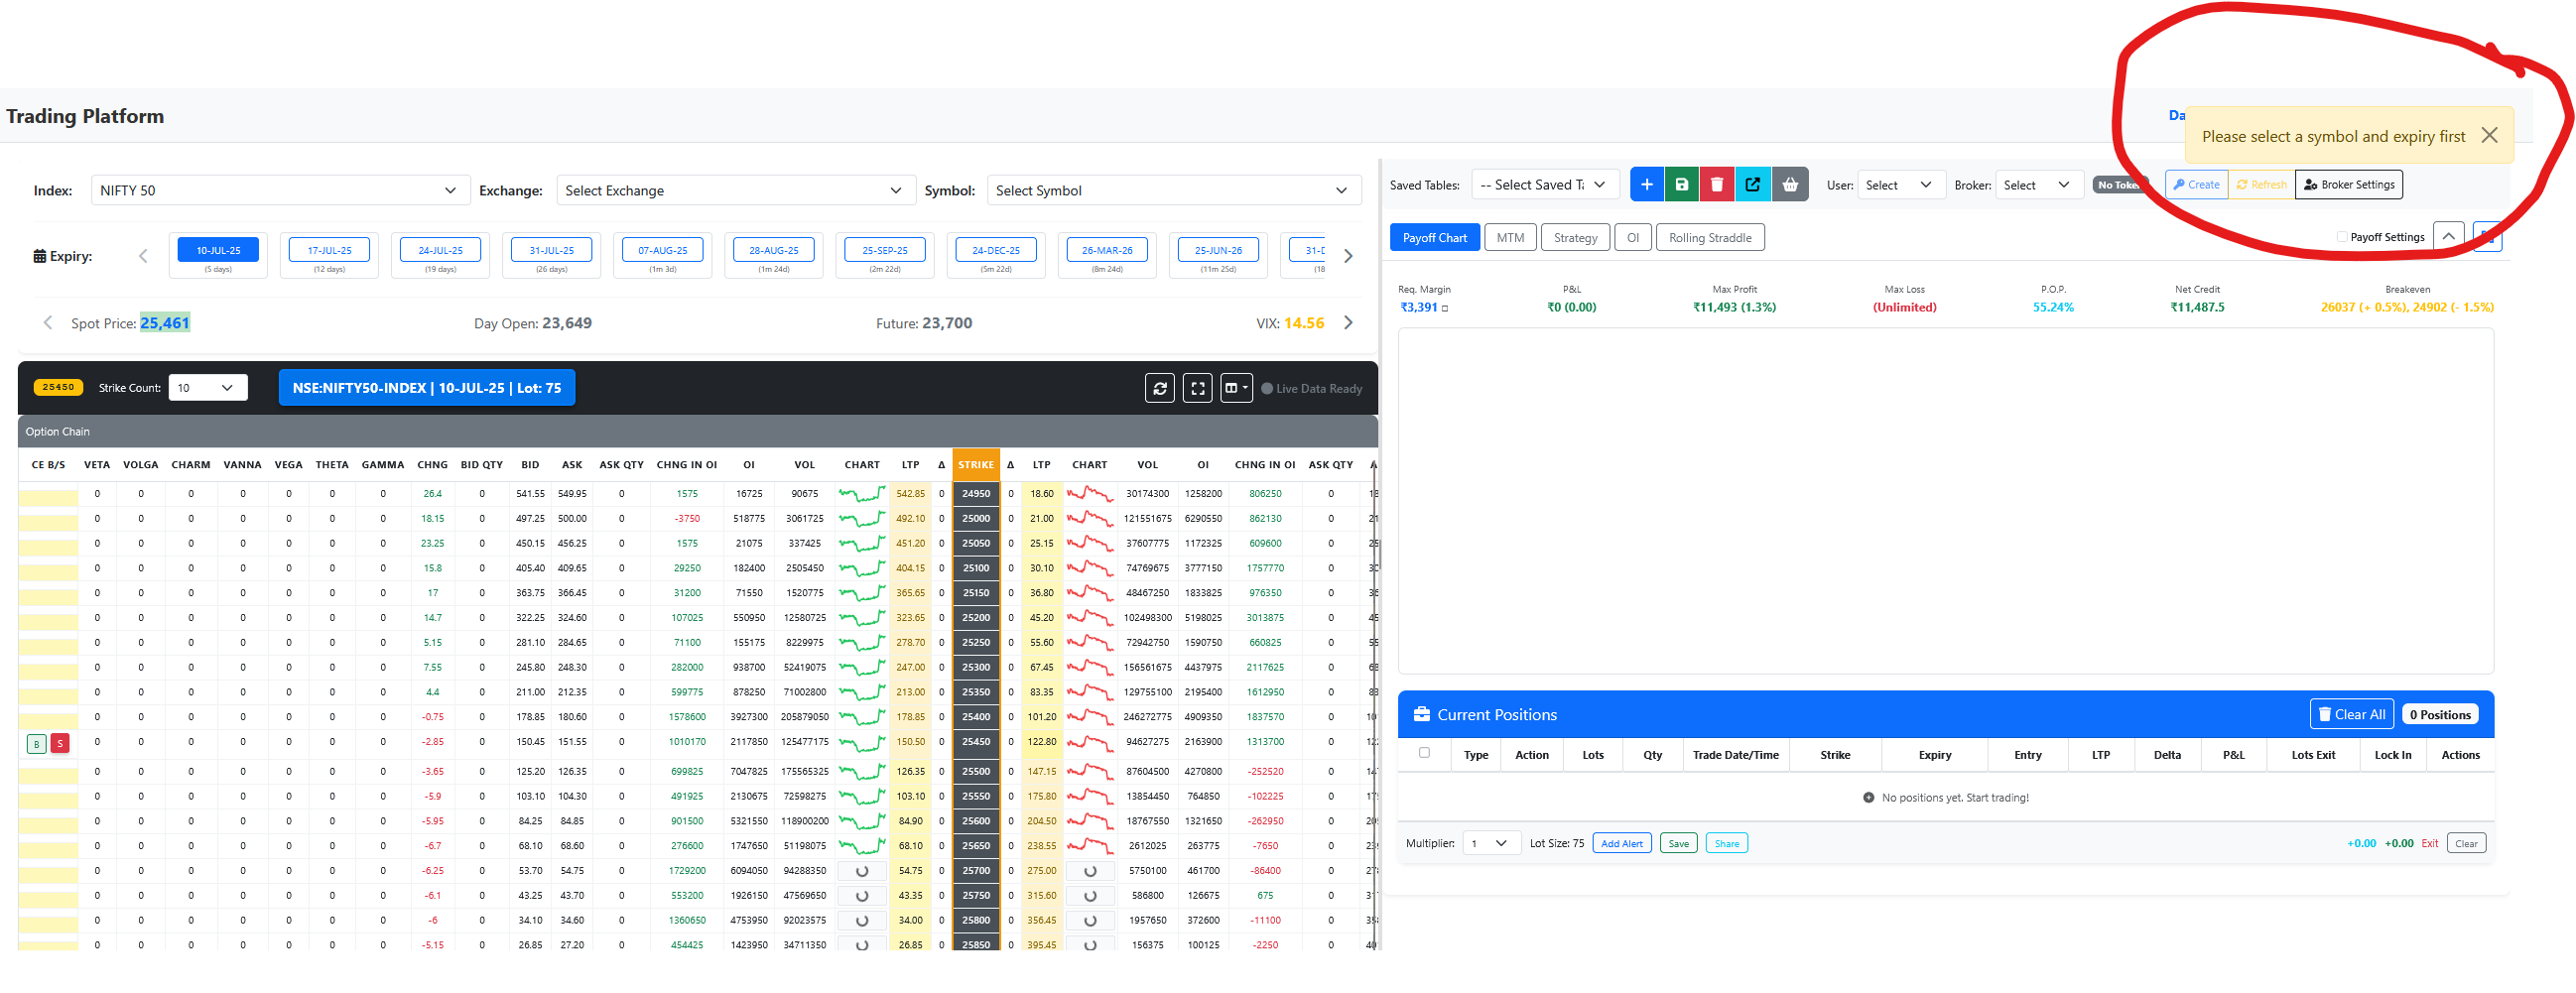 Trading Platform
Da
Please select a symbol and expiry first
Index: NIFTY 50 Exchange: Select Exchange Symbol: Select Symbol
Expiry: 10-JUL-25 17-JUL-25 24-JUL-25 31-JUL-25 07-AUG-25 28-AUG-25 25-SEP-25 24-DEC-25 26-MAR-26 25-JUN-26 31-D
(5 days) (12 days) (19 days) (26 days) (1m 3d) (1m 24d) (2m 22d) (5m 22d) (8m 24d) (11m 25d) (18
Spot Price: 25,461 Day Open: 23,649 Future: 23,700 VIX: 14.56
25450 Strike Count: 10 NSE:NIFTY50-INDEX | 10-JUL-25 | Lot: 75 Live Data Ready
Option Chain
CE B/S VETA VOLGA CHARM VANNA VEGA THETA GAMMA CHNG BID QTY BID ASK ASK QTY CHNG IN OI OI VOL CHART LTP Δ STRIKE Δ LTP CHART VOL OI CHNG IN OI ASK QTY A
0 0 0 0 0 0 0 26.4 0 541.55 549.95 0 1575 16725 90675 542.85 0 24950 0 18.60 30174300 1258200 806250 0 18
0 0 0 0 0 0 0 18.15 0 497.25 500.00 0 -3750 518775 3061725 492.10 0 25000 0 21.00 121551675 6290550 862130 0 21
0 0 0 0 0 0 0 23.25 0 450.15 456.25 0 1575 21075 337425 451.20 0 25050 0 25.15 37607775 1172325 609600 0 25
0 0 0 0 0 0 0 15.8 0 405.40 409.65 0 29250 182400 2505450 404.15 0 25100 0 30.10 74769675 3777150 1757770 0 30
0 0 0 0 0 0 0 17 0 363.75 366.45 0 31200 71550 1520775 365.65 0 25150 0 36.80 48467250 1833825 976350 0 36
0 0 0 0 0 0 0 14.7 0 322.25 324.60 0 107025 550950 12580725 323.65 0 25200 0 45.20 102498300 5198025 3013875 0 45
0 0 0 0 0 0 0 5.15 0 281.10 284.65 0 71100 155175 8229975 278.70 0 25250 0 55.60 72942750 1590750 660825 0 55
0 0 0 0 0 0 0 7.55 0 245.80 248.30 0 282000 938700 52419075 247.00 0 25300 0 67.45 156561675 4437975 2117625 0 68
0 0 0 0 0 0 0 4.4 0 211.00 212.35 0 599775 878250 71002800 213.00 0 25350 0 83.35 129755100 2195400 1612950 0 83
0 0 0 0 0 0 0 -0.75 0 178.85 180.60 0 1578600 3927300 205879050 178.85 0 25400 0 101.20 246272775 4909350 1837570 0 10
B S 0 0 0 0 0 0 0 -2.85 0 150.45 151.55 0 1010170 2117850 125477175 150.50 0 25450 0 122.80 94627275 2163900 1313700 0 122
0 0 0 0 0 0 0 -3.65 0 125.20 126.35 0 699825 7047825 175565325 126.35 0 25500 0 147.15 87604500 4270800 -252520 0 14
0 0 0 0 0 0 0 -5.9 0 103.10 104.30 0 491925 2130675 72598275 103.10 0 25550 0 175.80 13854450 764850 -102225 0 17
0 0 0 0 0 0 0 -5.95 0 84.25 84.85 0 901500 5321550 118900200 84.90 0 25600 0 204.50 18767550 1321650 -262950 0 20
0 0 0 0 0 0 0 -6.7 0 68.10 68.60 0 276600 1747650 51198075 68.10 0 25650 0 238.55 2612025 263775 -7650 0 23
0 0 0 0 0 0 0 -6.25 0 53.70 54.75 0 1729200 6094050 94288350 54.75 0 25700 0 275.00 5750100 461700 -86400 0 27
0 0 0 0 0 0 0 -6.1 0 43.25 43.70 0 553200 1926150 47569650 43.35 0 25750 0 315.60 586800 126675 675 0 31
0 0 0 0 0 0 0 -6 0 34.10 34.60 0 1360650 4753950 92023575 34.00 0 25800 0 356.45 1957650 372600 -11100 0 35
0 0 0 0 0 0 0 -5.15 0 26.85 27.20 0 454425 1423950 34711350 26.85 0 25850 0 395.45 156375 100125 -2250 0 40
Saved Tables: -- Select Saved Ta User: Select Broker: Select No Token Create Refresh Broker Settings
Payoff Chart MTM Strategy OI Rolling Straddle Payoff Settings
Req. Margin P&L Max Profit Max Loss P.O.P. Net Credit Breakeven
₹3,391 ₹0 (0.00) ₹11,493 (1.3%) (Unlimited) 55.24% ₹11,487.5 26037 (+ 0.5%), 24902 (- 1.5%)
Current Positions Clear All 0 Positions
Type Action Lots Qty Trade Date/Time Strike Expiry Entry LTP Delta P&L Lots Exit Lock In Actions
No positions yet. Start trading!
Multiplier: 1 Lot Size: 75 Add Alert Save Share +0.00 +0.00 Exit Clear